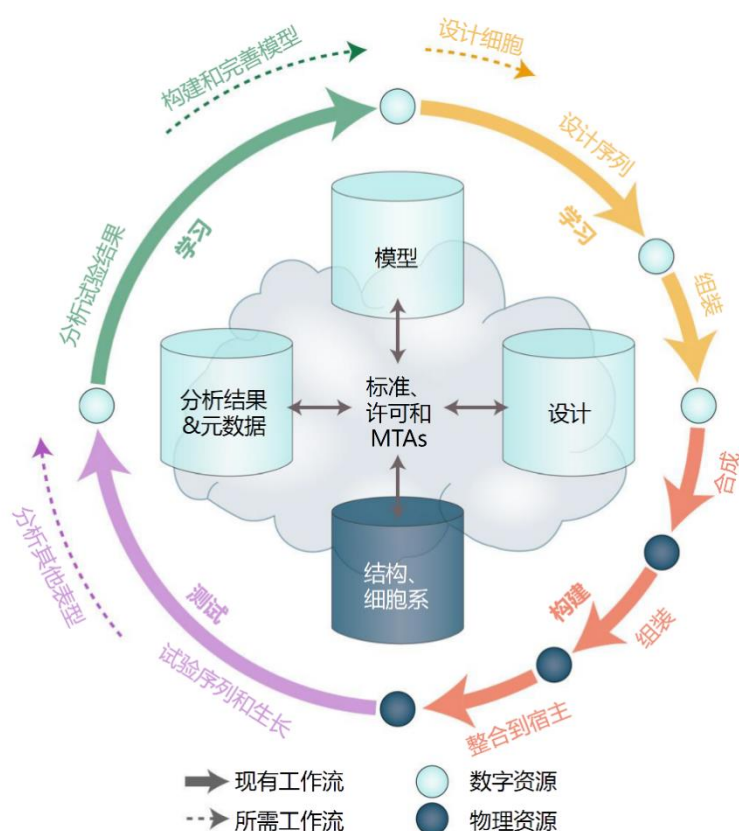 设计细胞
构建和完善模型
设计序列
学习
学习
模型
分析试验结果
组装
分析结果
&元数据
标准、
许可和
MTAs
设计
合成
结构、
细胞系
构建
组装
测试
分析其他表型
试验序列和生长
整合到宿主
现有工作流
数字资源
所需工作流
物理资源